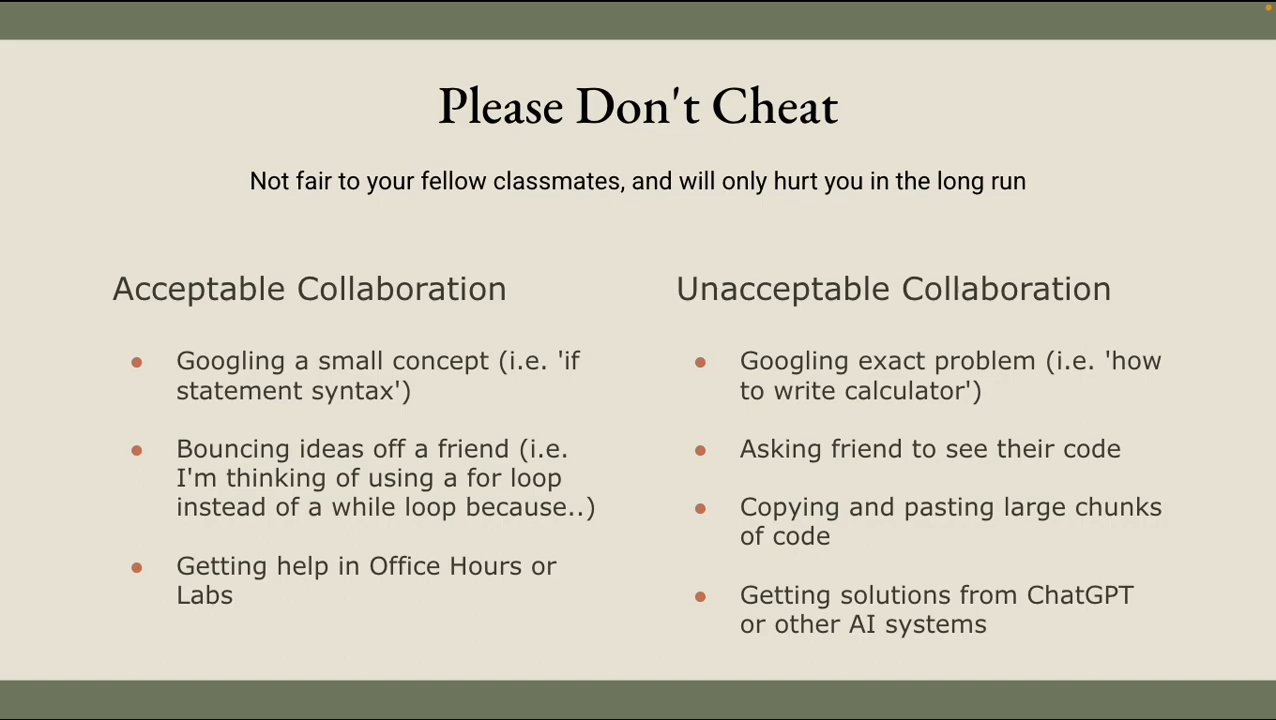 Please Don't Cheat
Not fair to your fellow classmates, and will only hurt you in the long run
Acceptable Collaboration
● Googling a small concept (i.e. 'if
statement syntax')
● Bouncing ideas off a friend (i.e.
I'm thinking of using a for loop
instead of a while loop because..)
● Getting help in Office Hours or
Labs
Unacceptable Collaboration
● Googling exact problem (i.e. 'how
to write calculator')
● Asking friend to see their code
● Copying and pasting large chunks
of code
● Getting solutions from ChatGPT
or other AI systems